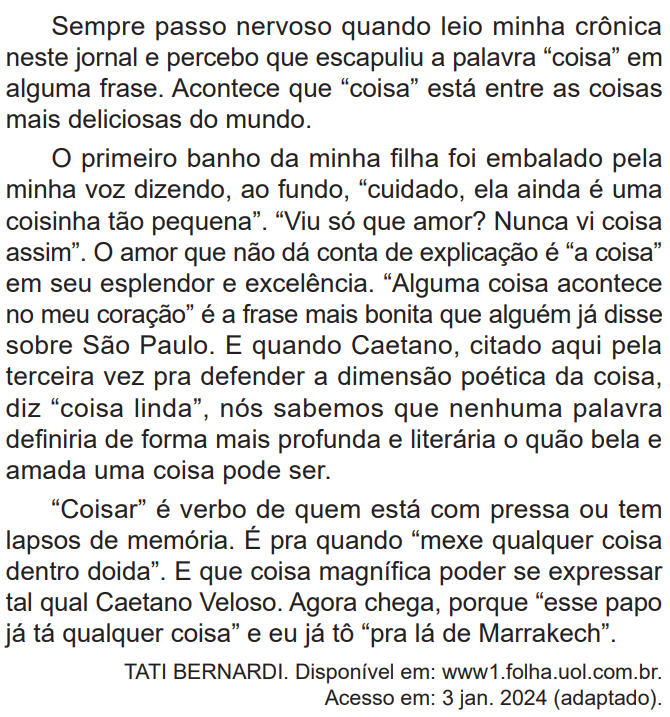 Sempre passo nervoso quando leio minha crônica
neste jornal e percebo que escapuliu a palavra “coisa” em
alguma frase. Acontece que “coisa” está entre as coisas
mais deliciosas do mundo.
O primeiro banho da minha filha foi embalado pela
minha voz dizendo, ao fundo, “cuidado, ela ainda é uma
coisinha tão pequena”. “Viu só que amor? Nunca vi coisa
assim”. O amor que não dá conta de explicação é “a coisa”
em seu esplendor e excelência. “Alguma coisa acontece
no meu coração” é a frase mais bonita que alguém já disse
sobre São Paulo. E quando Caetano, citado aqui pela
terceira vez pra defender a dimensão poética da coisa,
diz “coisa linda”, nós sabemos que nenhuma palavra
definiria de forma mais profunda e literária o quão bela e
amada uma coisa pode ser.
“Coisar” é verbo de quem está com pressa ou tem
lapsos de memória. É pra quando “mexe qualquer coisa
dentro doida”. E que coisa magnífica poder se expressar
tal qual Caetano Veloso. Agora chega, porque “esse papo
já tá qualquer coisa” e eu já tô “pra lá de Marrakech”.
TATI BERNARDI. Disponível em: www1.folha.uol.com.br.
Acesso em: 3 jan. 2024 (adaptado).